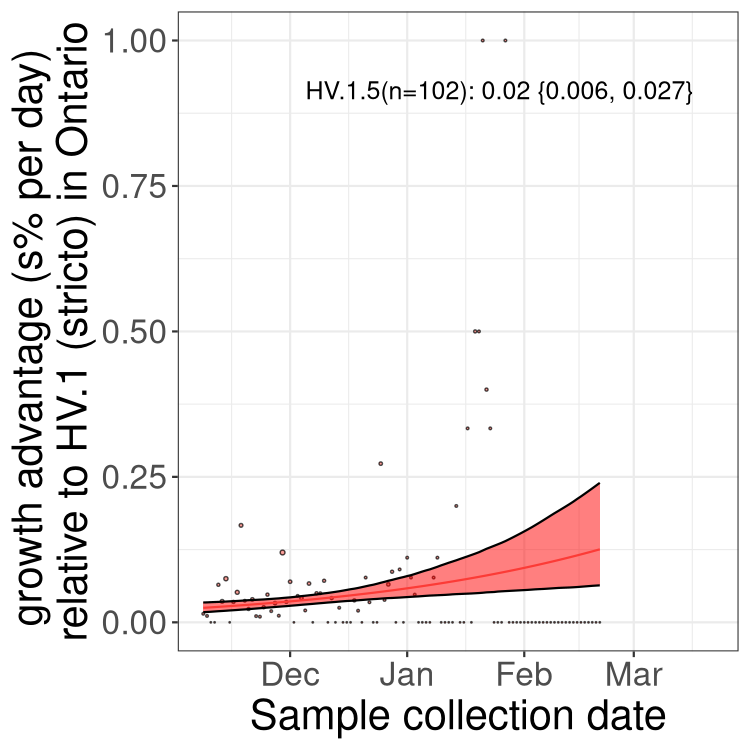 growth advantage (s% per day)
relative to HV.1 (stricto) in Ontario
1.00
0.75
0.50
0.25
0.00
HV.1.5(n=102): 0.02 {0.006, 0.027}
Dec
Jan
Feb
Mar
Sample collection date